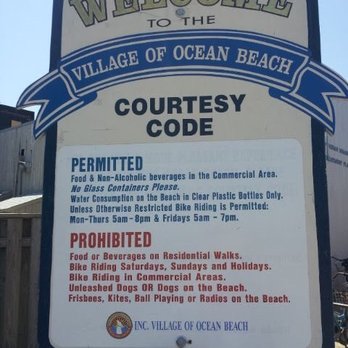 WELCOME
TO THE
VILLAGE OF OCEAN BEACH
COURTESY
CODE
PERMITTED
Food & Non-Alcoholic beverages in the Commercial Area.
No Glass Containers Please.
Water Consumption on the Beach in Clear Plastic Bottles Only.
Unless Otherwise Restricted Bike Riding is Permitted:
Mon-Thurs 5am-8pm & Fridays 5am - 7pm.
PROHIBITED
Food or Beverages on Residential Walks.
Bike Riding Saturdays, Sundays and Holidays.
Bike Riding in Commercial Areas.
Unleashed Dogs OR Dogs on the Beach.
Frisbees, Kites, Ball Playing or Radios on the Beach.
INC. VILLAGE OF OCEAN BEACH